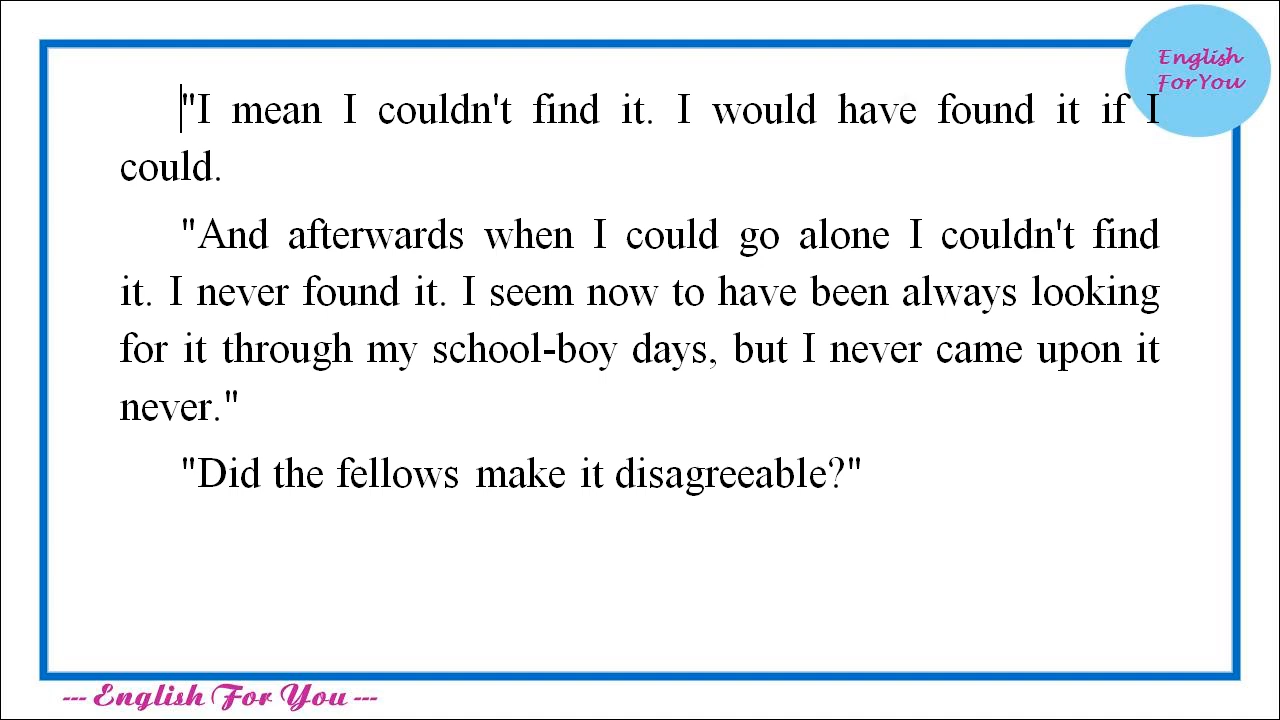 English
ForYou
"I mean I couldn't find it. I would have found it if I
could.
"And afterwards when I could go alone I couldn't find
it. I never found it. I seem now to have been always looking
for it through my school-boy days, but I never came upon it
never."
"Did the fellows make it disagreeable?"
--- English For You ---